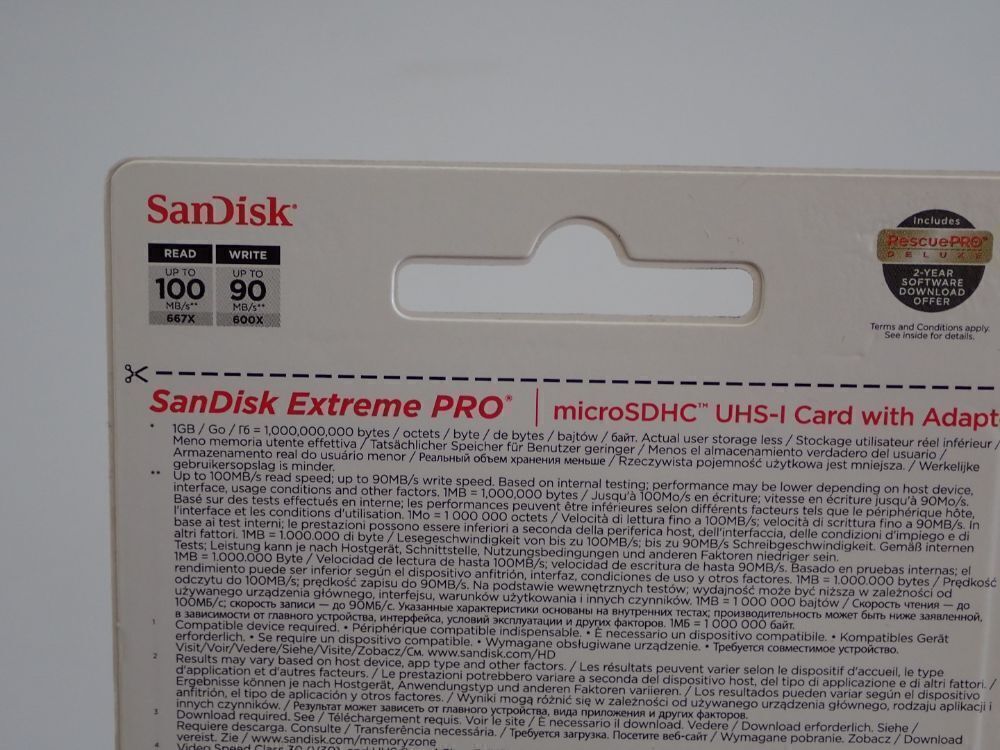 SanDisk®
READ WRITE
UP TO UP TO
100 90
MB/s** MB/s**
667X 600X
Includes
RescuePRO™
DELUXE
2-YEAR
SOFTWARE
DOWNLOAD
OFFER
Terms and Conditions apply.
See inside for details.
SanDisk Extreme PRO® microSDHC™ UHS-I Card with Adapt
* 1GB / Go / Гб = 1,000,000,000 bytes / octets / byte / de bytes / bajtów / байт. Actual user storage less / Stockage utilisateur réel inférieur /
Meno memoria utente effettiva / Tatsächlicher Speicher für Benutzer geringer / Menos el almacenamiento verdadero del usuario /
Armazenamento real do usuário menor / Реальный объем хранения меньше / Rzeczywista pojemność użytkowa jest mniejsza. / Werkelijke
gebruikersopslag is minder.
** Up to 100MB/s read speed; up to 90MB/s write speed. Based on internal testing; performance may be lower depending on host device,
interface, usage conditions and other factors. 1MB = 1,000,000 bytes / Jusqu'à 100Mo/s en écriture; vitesse en écriture jusqu'à 90Mo/s.
Basé sur des tests effectués en interne; les performances peuvent être inférieures selon différents facteurs tels que le périphérique hôte,
l'interface et les conditions d'utilisation. 1Mo = 1 000 000 octets / Velocità di lettura fino a 100MB/s; velocità di scrittura fino a 90MB/s. In
base ai test interni; le prestazioni possono essere inferiori a seconda della periferica host, dell'interfaccia, delle condizioni d'impiego e di
altri fattori. 1MB = 1.000.000 di byte / Lesegeschwindigkeit von bis zu 100MB/s; bis zu 90MB/s Schreibgeschwindigkeit. Gemäß internen
Tests; Leistung kann je nach Hostgerät, Schnittstelle, Nutzungsbedingungen und anderen Faktoren niedriger sein.
1MB = 1.000.000 Byte / Velocidad de lectura de hasta 100MB/s; velocidad de escritura de hasta 90MB/s. Basado en pruebas internas; el
rendimiento puede ser inferior según el dispositivo anfitrión, interfaz, condiciones de uso y otros factores. 1MB = 1.000.000 bytes / Prędkość
odczytu do 100MB/s; prędkość zapisu do 90MB/s. Na podstawie wewnętrznych testów; wydajność może być niższa w zależności od
używanego urządzenia głównego, interfejsu, warunków użytkowania i innych czynników. 1MB = 1 000 000 bajtów / Скорость чтения — до
100МБ/с; скорость записи — до 90МБ/с. Указанные характеристики основаны на внутренних тестах; производительность может быть ниже заявленной,
в зависимости от главного устройства, интерфейса, условий эксплуатации и других факторов. 1МБ = 1 000 000 байт.
1 Compatible device required. • Périphérique compatible indispensable. • È necessario un dispositivo compatibile. • Kompatibles Gerät
erforderlich. • Se requiere un dispositivo compatible. • Wymagane obsługiwane urządzenie. • Требуется совместимое устройство.
Visit/Voir/Vedere/Siehe/Visite/Zobacz/См. www.sandisk.com/HD
2 Results may vary based on host device, app type and other factors. / Les résultats peuvent varier selon le dispositif d'accueil, le type
d'application et d'autres facteurs. / Le prestazioni potrebbero variare a seconda del dispositivo host, del tipo di applicazione e di altri fattori. /
Ergebnisse können je nach Hostgerät, Anwendungstyp und anderen Faktoren variieren. / Los resultados pueden variar según el dispositivo
anfitrión, el tipo de aplicación y otros factores. / Wyniki mogą różnić się w zależności od używanego urządzenia głównego, rodzaju aplikacji i
innych czynników. / Результат может зависеть от главного устройства, вида приложения и других факторов.
3 Download required. See / Téléchargement requis. Voir le site / È necessario il download. Vedere / Download erforderlich. Siehe /
Requiere descarga. Consulte / Transferência necessária. / Требуется загрузка. Посетите веб-сайт / Wymagane pobranie. Zobacz / Download
vereist. Zie / www.sandisk.com/memoryzone
4 Video Speed Class 30 (V30)